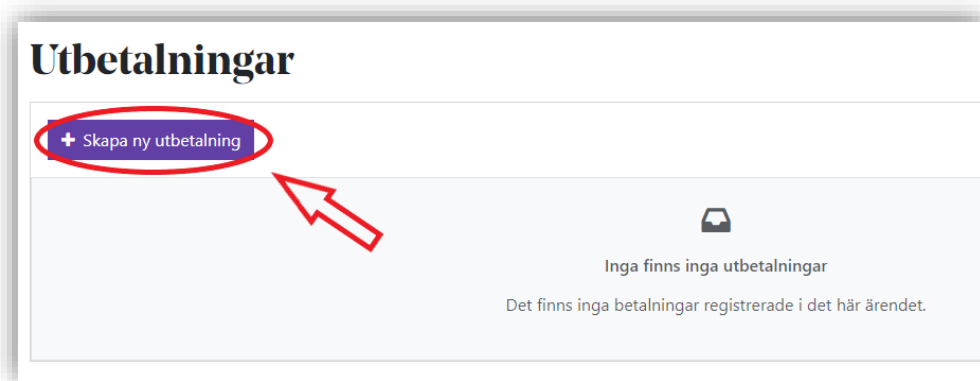 Utbetalningar
+ Skapa ny utbetalning
Inga finns inga utbetalningar
Det finns inga betalningar registrerade i det här ärendet.